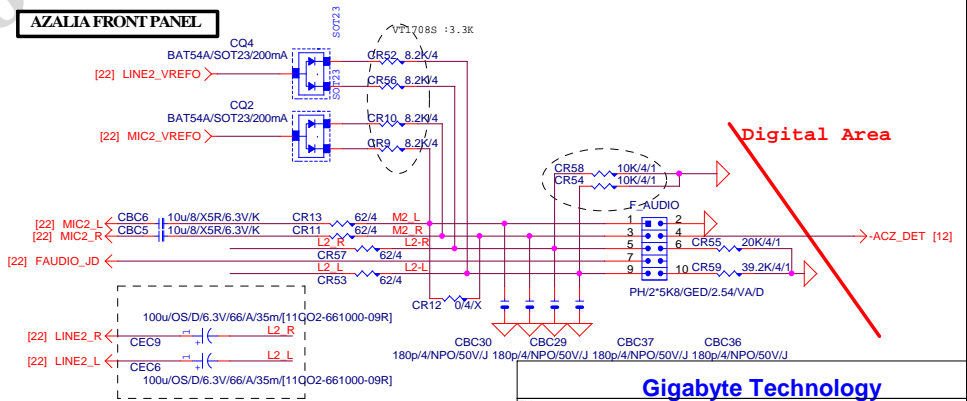 AZALIA FRONT PANEL
SOT23
VT1708S :3.3K
CQ4
BAT54A/SOT23/200mA
CR52 8.2K/4
[22] LINE2_VREFO
CR56 8.2K/4
SOT23
CQ2
BAT54A/SOT23/200mA
CR10 8.2K/4
[22] MIC2_VREFO
CR9 8.2K/4
Digital Area
CR58 10K/4/1
CR54 10K/4/1
F_AUDIO
[22] MIC2_L CBC6 10u/8/X5R/6.3V/K CR13 62/4 M2_L 1 2
[22] MIC2_R CBC5 10u/8/X5R/6.3V/K CR11 62/4 M2_R 3 4 -ACZ_DET [12]
L2_R L2-R 5 6 CR55 20K/4/1
CR57 62/4
[22] FAUDIO_JD 7
L2_L L2-L 9 10 CR59 39.2K/4/1
CR53 62/4
PH/2*5K8/GED/2.54/VA/D
CR12 0/4/X
100u/OS/D/6.3V/66/A/35m/[11CO2-661000-09R]
[22] LINE2_R 1 L2_R
CEC9 +
CBC30 CBC29 CBC37 CBC36
180p/4/NPO/50V/J 180p/4/NPO/50V/J 180p/4/NPO/50V/J 180p/4/NPO/50V/J
[22] LINE2_L 1 L2_L
CEC6 +
100u/OS/D/6.3V/66/A/35m/[11CO2-661000-09R]
Gigabyte Technology